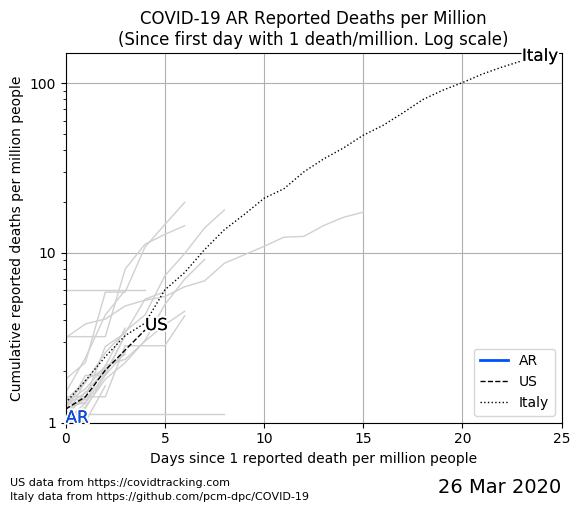 COVID-19 AR Reported Deaths per Million
(Since first day with 1 death/million. Log scale)
Cumulative reported deaths per million people
100
10
1
Italy
US
AR
AR
US
Italy
0
5
10
15
20
25
Days since 1 reported death per million people
US data from https://covidtracking.com
Italy data from https://github.com/pcm-dpc/COVID-19
26 Mar 2020